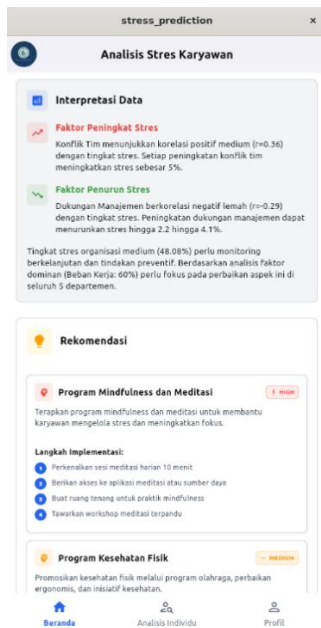 stress_prediction ×
Analisis Stres Karyawan
Interpretasi Data
Faktor Peningkat Stres
Konflik Tim menunjukkan korelasi positif medium (r=0.36)
dengan tingkat stres. Setiap peningkatan konflik tim
meningkatkan stres sebesar 5%.
Faktor Penurun Stres
Dukungan Manajemen berkorelasi negatif lemah (r=-0.29)
dengan tingkat stres. Peningkatan dukungan manajemen dapat
menurunkan stres hingga 2.2 hingga 4.1%.
Tingkat stres organisasi medium (48.08%) perlu monitoring
berkelanjutan dan tindakan preventif. Berdasarkan analisis faktor
dominan (Beban Kerja: 60%) perlu fokus pada perbaikan aspek ini di
seluruh 5 departemen.
Rekomendasi
Program Mindfulness dan Meditasi
HIGH
Terapkan program mindfulness dan meditasi untuk membantu
karyawan mengelola stres dan meningkatkan fokus.
Langkah Implementasi:
1 Perkenalkan sesi meditasi harian 10 menit
2 Berikan akses ke aplikasi meditasi atau sumber daya
3 Buat ruang tenang untuk praktik mindfulness
4 Tawarkan workshop meditasi terpandu
Program Kesehatan Fisik
MEDIUM
Promosikan kesehatan fisik melalui program olahraga, perbaikan
ergonomis, dan inisiatif kesehatan.
Beranda
Analisis Individu
Profil